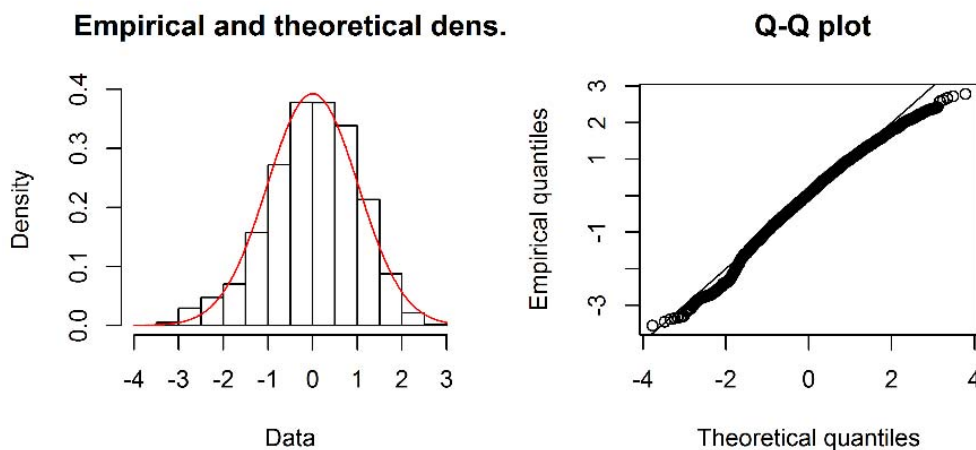 Empirical and theoretical dens.
Density
0.0 0.1 0.2 0.3 0.4
-4 -3 -2 -1 0 1 2 3
Data
Q-Q plot
Empirical quantiles
-3 -1 1 2 3
-4 -2 0 2 4
Theoretical quantiles